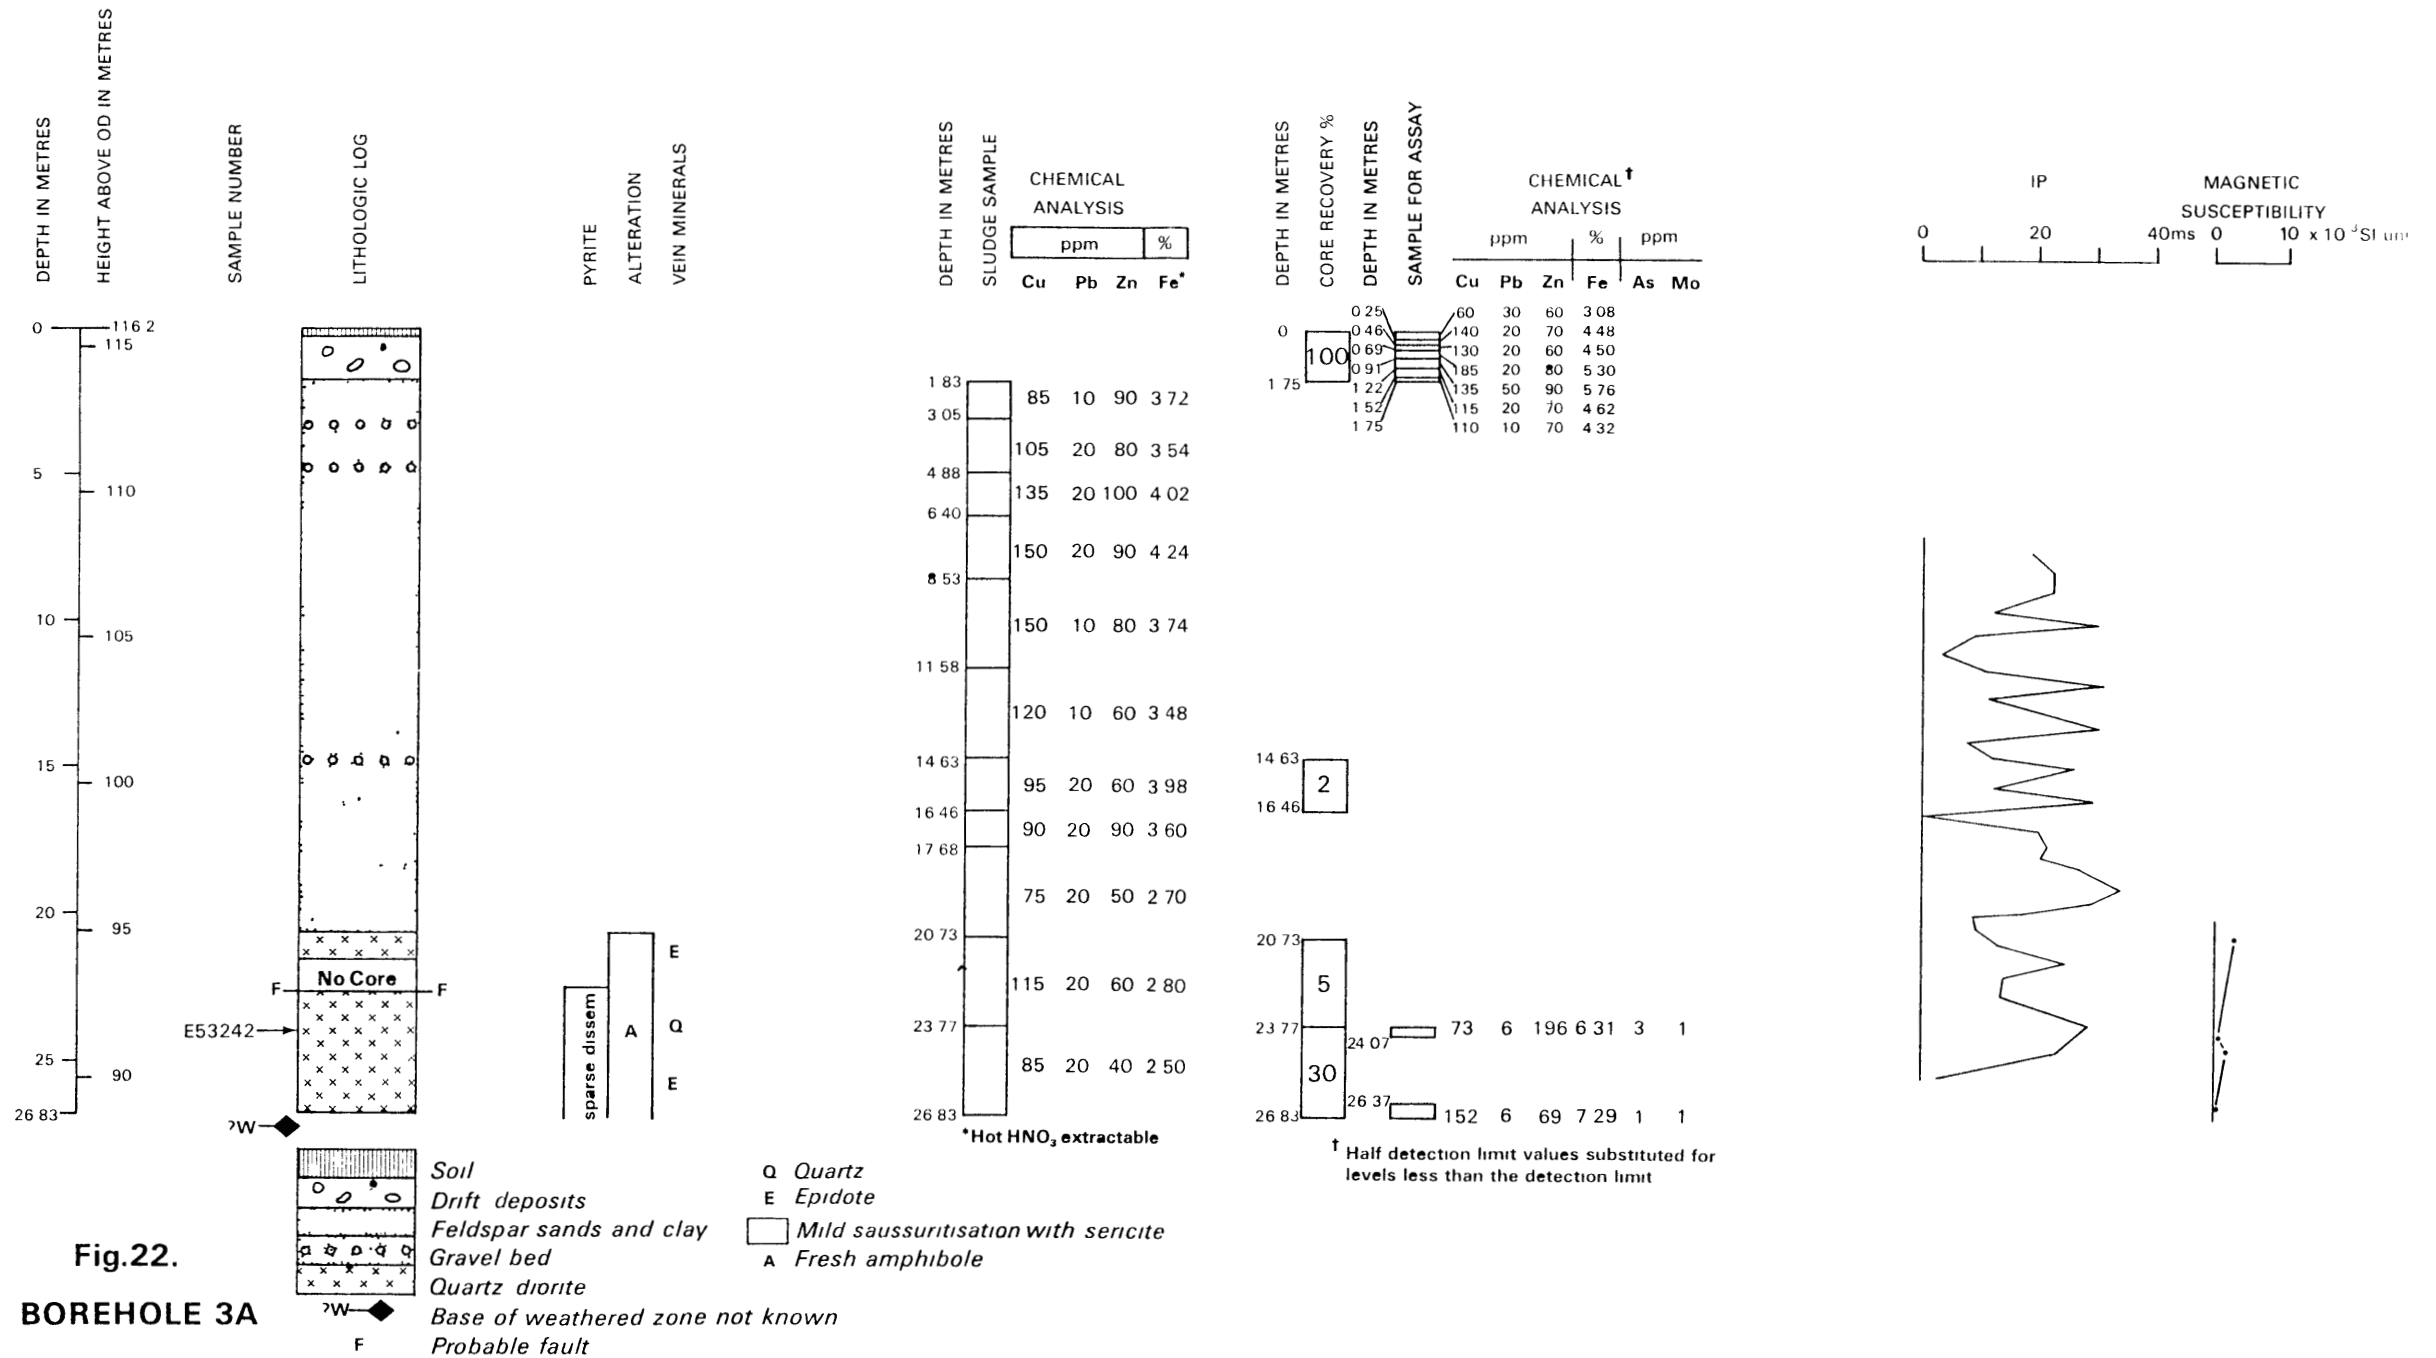 DEPTH IN METRES
HEIGHT ABOVE OD IN METRES
SAMPLE NUMBER
LITHOLOGIC LOG
PYRITE
ALTERATION
VEIN MINERALS
0
116 2
115
5
110
10
105
15
100
20
95
25
90
26 83
No Core
F F
E53242
?W
sparse dissem
A
E
Q
E
DEPTH IN METRES
SLUDGE SAMPLE
CHEMICAL
ANALYSIS
ppm %
Cu Pb Zn Fe*
1 83
85 10 90 3 72
3 05
105 20 80 3 54
4 88
135 20 100 4 02
6 40
150 20 90 4 24
8 53
150 10 80 3 74
11 58
120 10 60 3 48
14 63
95 20 60 3 98
16 46
90 20 90 3 60
17 68
75 20 50 2 70
20 73
115 20 60 2 80
23 77
85 20 40 2 50
26 83
*Hot HNO3 extractable
DEPTH IN METRES
CORE RECOVERY %
DEPTH IN METRES
SAMPLE FOR ASSAY
CHEMICAL†
ANALYSIS
ppm % ppm
Cu Pb Zn Fe As Mo
0
100
1 75
0 25 60 30 60 3 08
0 46 140 20 70 4 48
0 69 130 20 60 4 50
0 91 185 20 80 5 30
1 22 135 50 90 5 76
1 52 115 20 70 4 62
1 75 110 10 70 4 32
14 63
2
16 46
20 73
5
23 77 73 6 196 6 31 3 1
24 07
30
26 37
26 83 152 6 69 7 29 1 1
† Half detection limit values substituted for
levels less than the detection limit
IP
0 20 40ms
MAGNETIC
SUSCEPTIBILITY
0 10 x 10
Soil
Drift deposits
Feldspar sands and clay
Gravel bed
Quartz diorite
?W Base of weathered zone not known
F Probable fault
Q Quartz
E Epidote
Mild saussuritisation with sericite
A Fresh amphibole
Fig.22.
BOREHOLE 3A